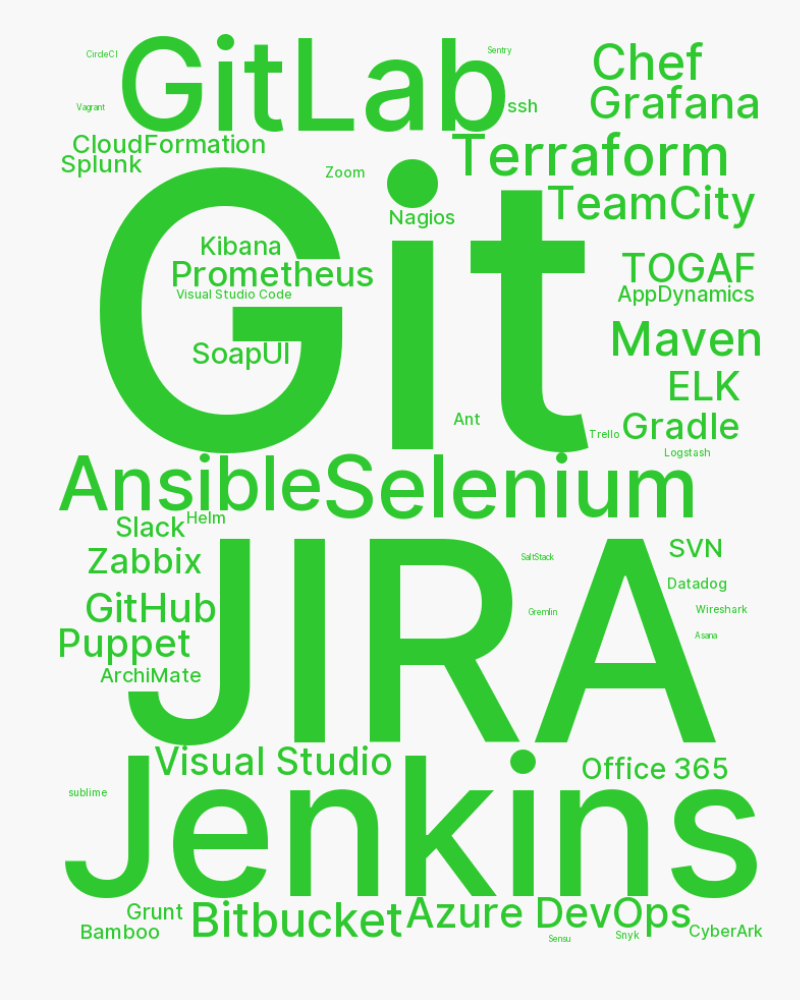 CircleCI
GitLab
Sentry
Chef
Vagrant
ssh
Grafana
CloudFormation
Splunk
Zoom
Terraform
Git
Nagios
TeamCity
Kibana
Prometheus
Visual Studio Code
TOGAF
AppDynamics
SoapUI
Maven
ELK
Ant
Trello
Gradle
Logstash
Ansible
Selenium
Slack
Helm
Zabbix
JIRA
SaltStack
SVN
Datadog
GitHub
Gremlin
Wireshark
Puppet
Asana
ArchiMate
Visual Studio
Office 365
sublime
Jenkins
Grunt
Bitbucket
Azure DevOps
Bamboo
Sensu
Snyk
CyberArk